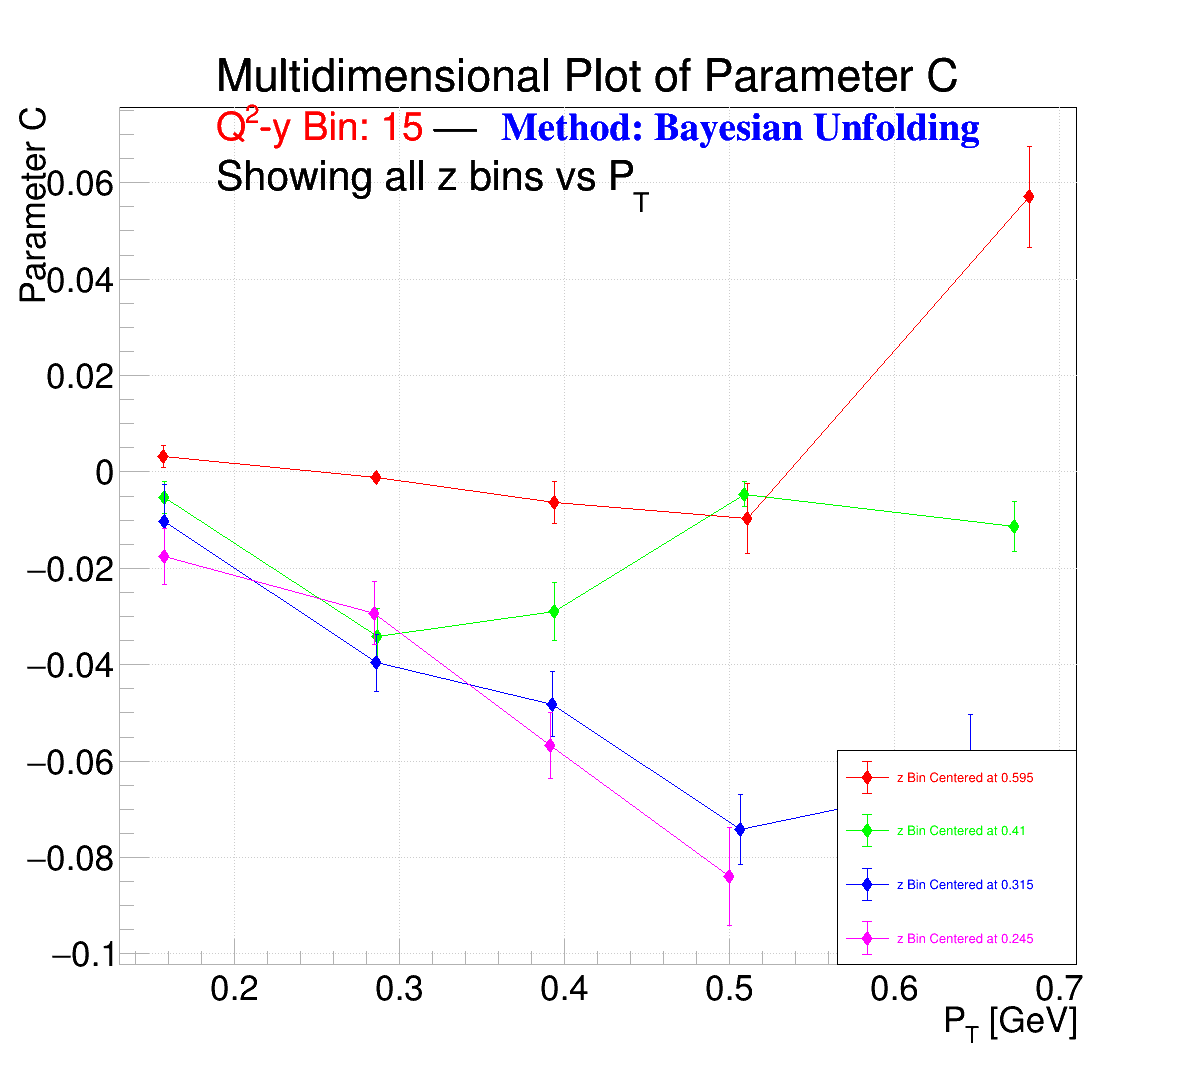 Multidimensional Plot of Parameter C
Q²-y Bin: 15 — Method: Bayesian Unfolding
Showing all z bins vs P_T
Parameter C
0.06
0.04
0.02
0
−0.02
−0.04
−0.06
−0.08
−0.1
z Bin Centered at 0.595
z Bin Centered at 0.41
z Bin Centered at 0.315
z Bin Centered at 0.245
0.2 0.3 0.4 0.5 0.6 0.7
P_T [GeV]